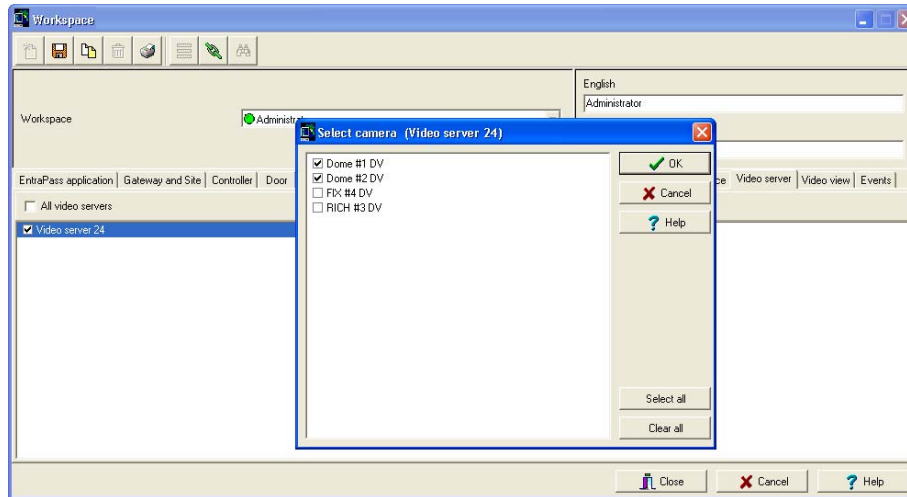 Workspace
English
Administrator
Workspace
Select camera (Video server 24)
Dome #1 DV
Dome #2 DV
FIX #4 DV
RICH #3 DV
OK
Cancel
Help
Select all
Clear all
EntraPass application Gateway and Site Controller Door Video server Video view Events
All video servers
Video server 24
Close Cancel Help